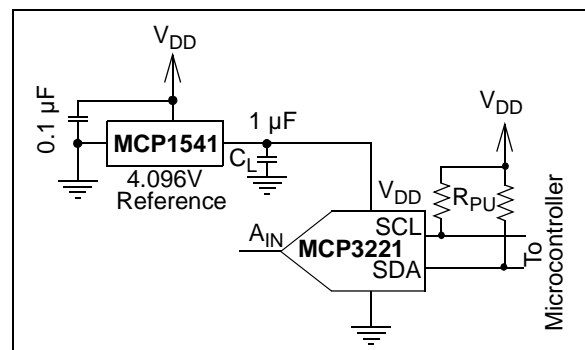 VDD
0.1 µF
MCP1541
1 µF
CL
4.096V
Reference
VDD
VDD
RPU
SCL
AIN
MCP3221
SDA
To
Microcontroller